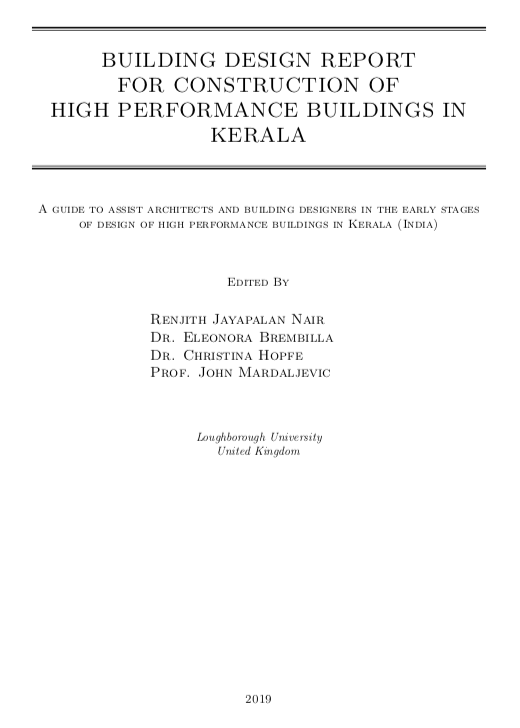 BUILDING DESIGN REPORT
FOR CONSTRUCTION OF
HIGH PERFORMANCE BUILDINGS IN
KERALA
A guide to assist architects and building designers in the early stages
of design of high performance buildings in Kerala (India)
Edited By
Renjith Jayapalan Nair
Dr. Eleonora Brembilla
Dr. Christina Hopfe
Prof. John Mardaljevic
Loughborough University
United Kingdom
2019